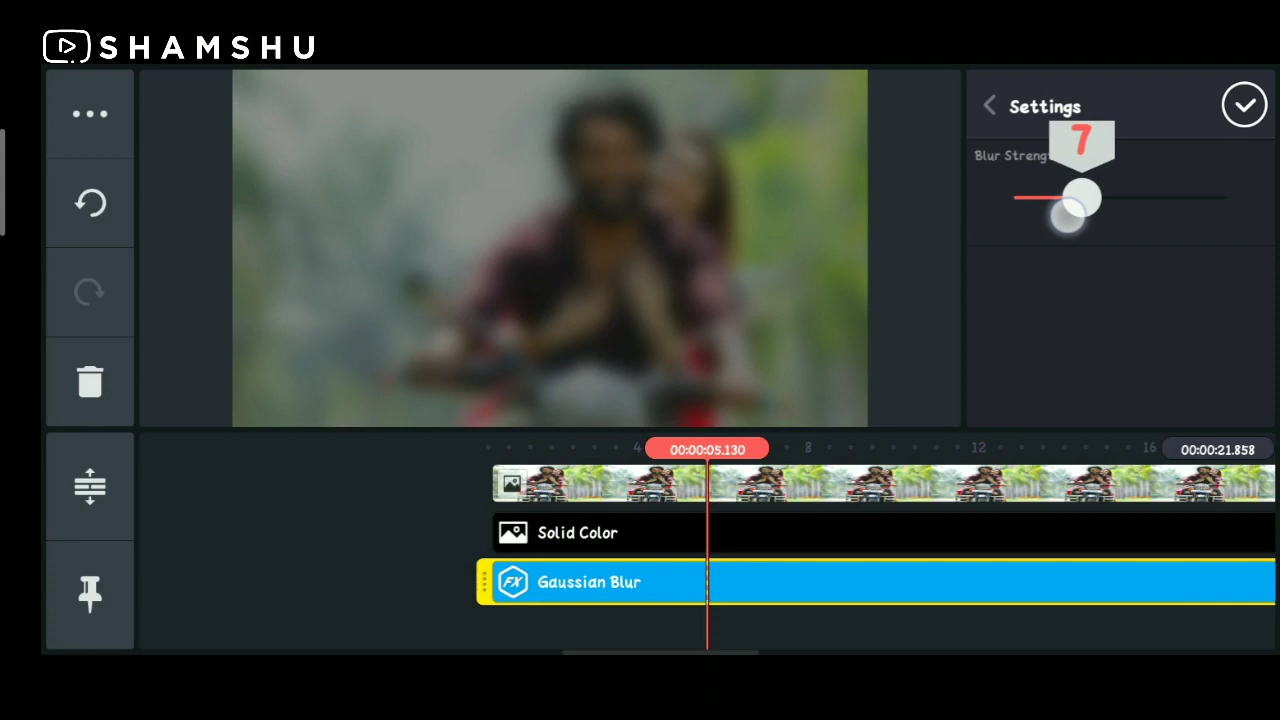 SHAMSHU
Settings
7
Blur Streng
4
00:00:05.130
8
12
16
00:00:21.858
Solid Color
FX
Gaussian Blur